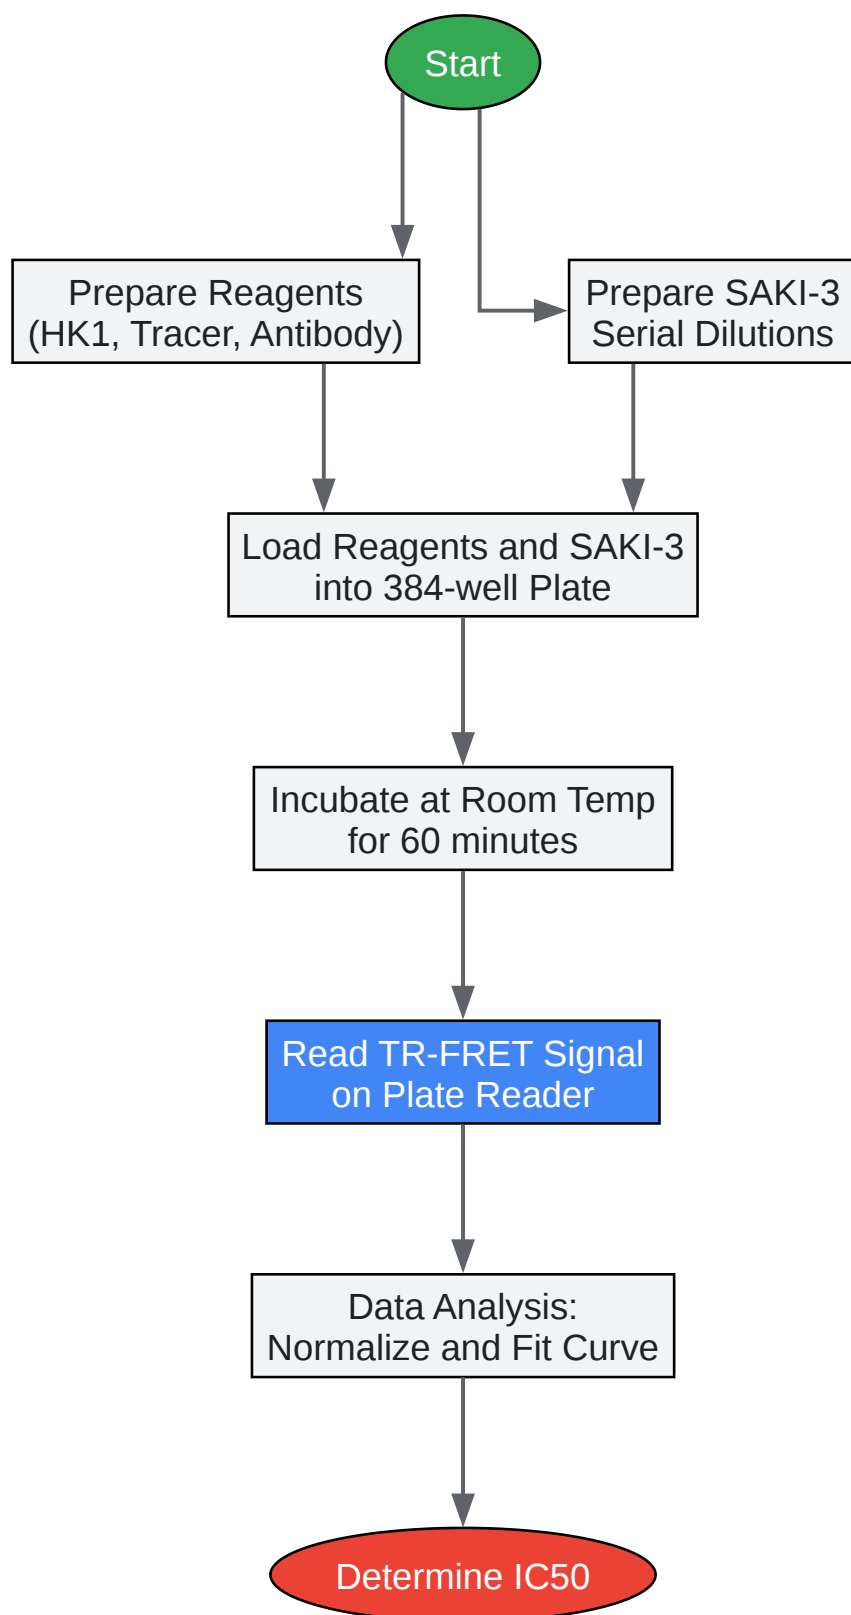 Start
Prepare Reagents
(HK1, Tracer, Antibody)
Prepare SAKI-3
Serial Dilutions
Load Reagents and SAKI-3
into 384-well Plate
Incubate at Room Temp
for 60 minutes
Read TR-FRET Signal
on Plate Reader
Data Analysis:
Normalize and Fit Curve
Determine IC50